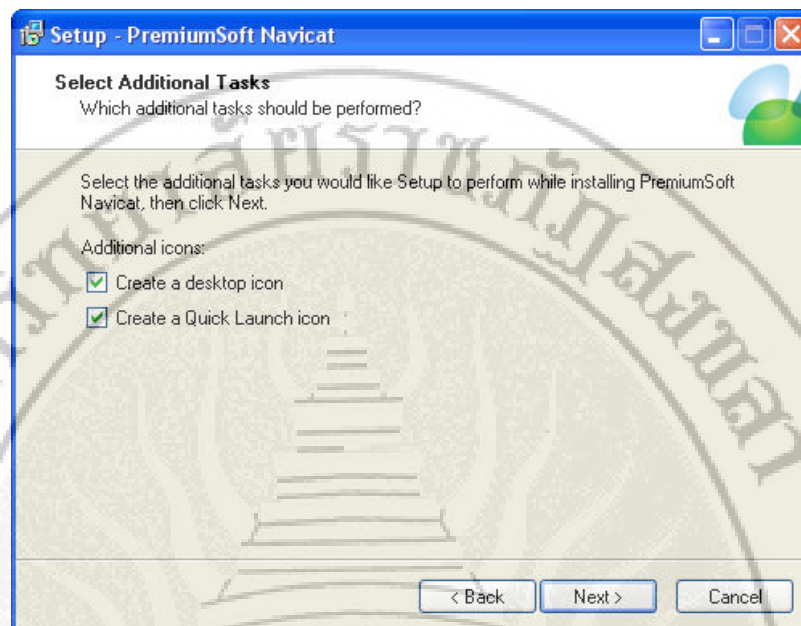 Setup - PremiumSoft Navicat
Select Additional Tasks
Which additional tasks should be performed?
Select the additional tasks you would like Setup to perform while installing PremiumSoft
Navicat, then click Next.
Additional icons:
Create a desktop icon
Create a Quick Launch icon
< Back
Next >
Cancel